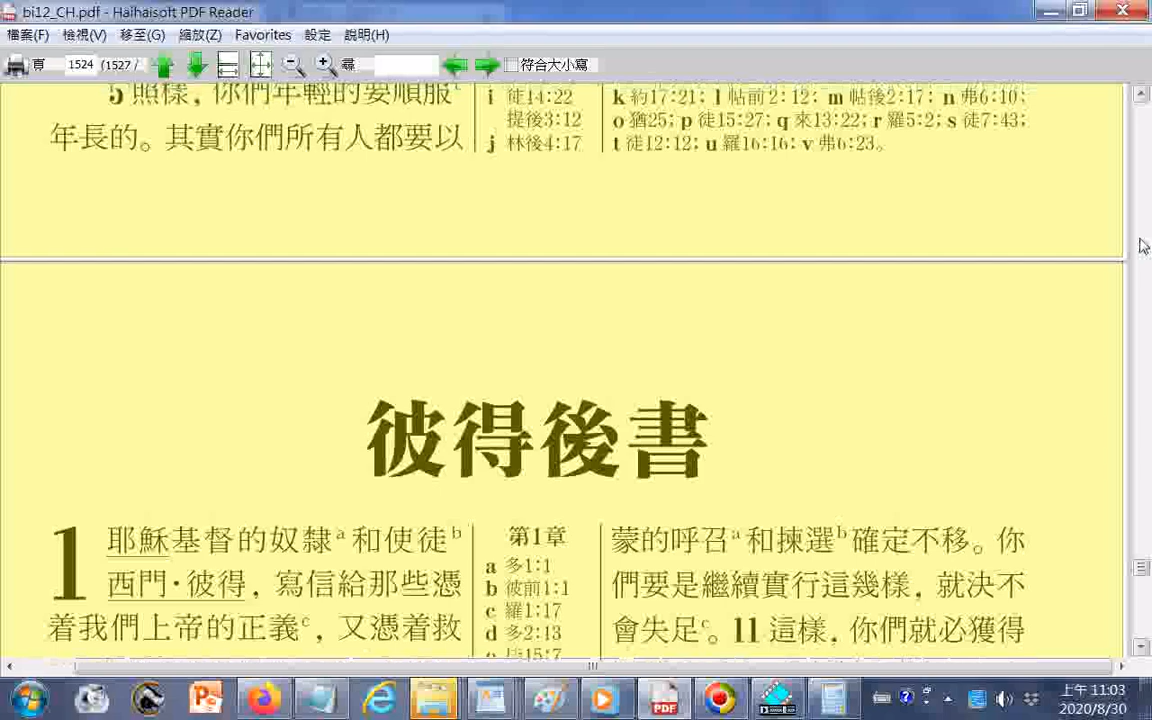 bi12_CH.pdf - Haihaisoft PDF Reader
檔案(F) 檢視(V) 移至(G) 縮放(Z) Favorites 設定 說明(H)
頁 1524 (1527 / 尋 符合大小寫
5 照樣，你們年輕的要順服
年長的。其實你們所有人都要以
i 徒14:22
提後3:12
j 林後4:17
k 約17:21; l 帖前2:12; m 帖後2:17; n 弗6:10;
o 猶25; p 徒15:27; q 來13:22; r 羅5:2; s 徒7:43;
t 徒12:12; u 羅16:16; v 弗6:23。
彼得後書
1 耶穌基督的奴隸a和使徒b
西門·彼得，寫信給那些憑
着我們上帝的正義c，又憑着救
第1章
a 多1:1
b 彼前1:1
c 羅1:17
d 多2:13
蒙的呼召a和揀選b確定不移。你
們要是繼續實行這幾樣，就決不
會失足c。11 這樣，你們就必獲得
上午 11:03
2020/8/30